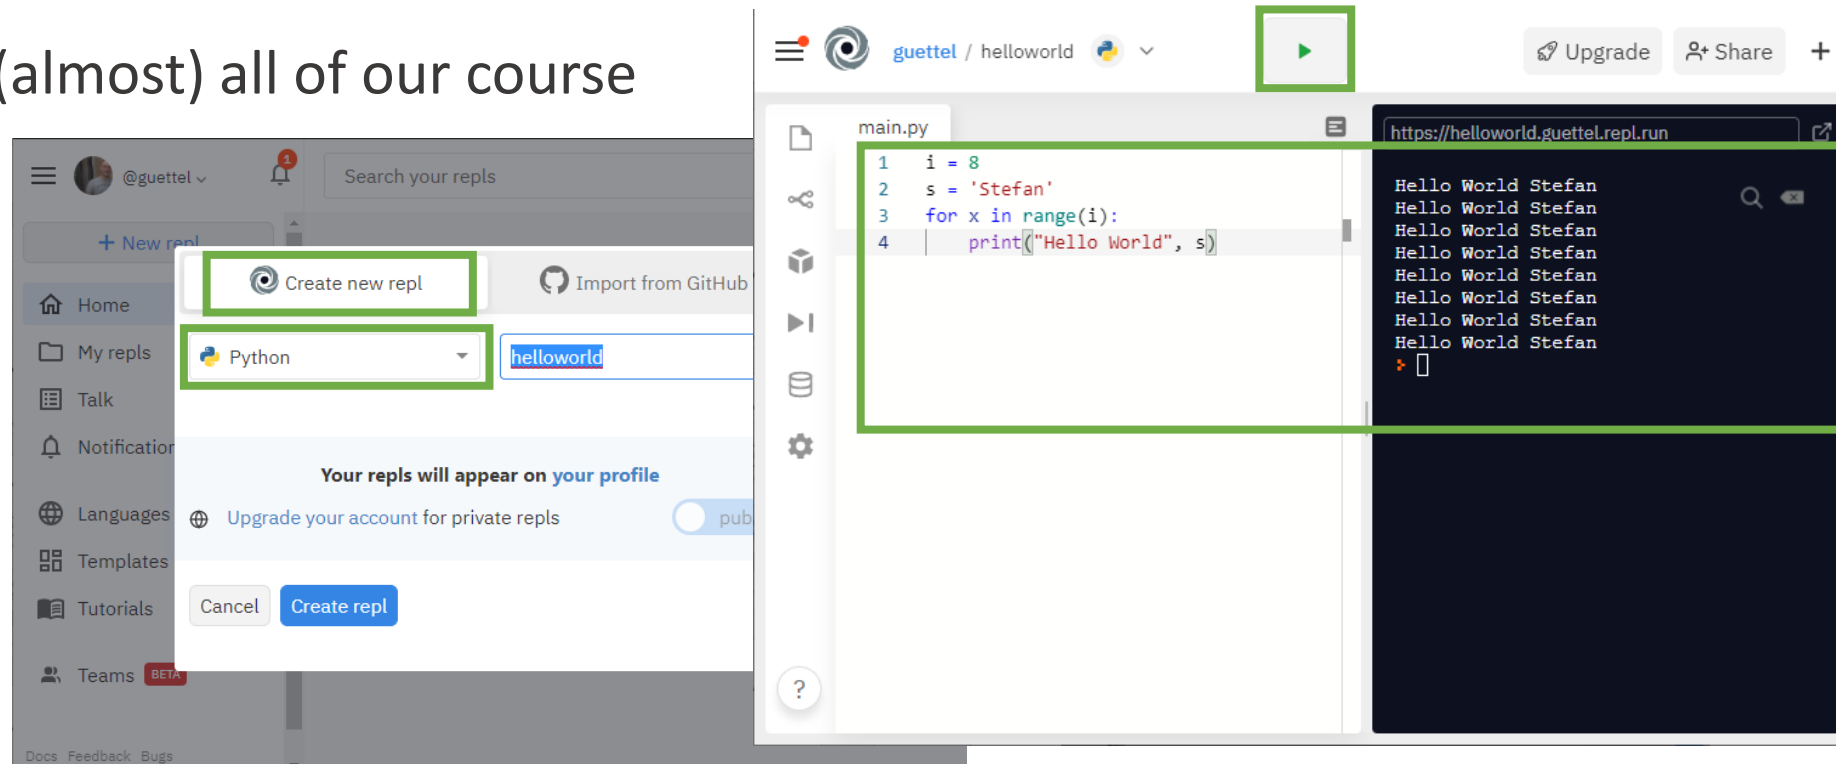 (almost) all of our course
@guettel
1
Search your repls
+ New repl
Home
My repls
Talk
Notification
Languages
Templates
Tutorials
Teams BETA
Docs Feedback Bugs
Create new repl
Import from GitHub
Python
helloworld
Your repls will appear on your profile
Upgrade your account for private repls
pub
Cancel
Create repl
guettel / helloworld
Upgrade
Share
+
main.py
1 i = 8
2 s = 'Stefan'
3 for x in range(i):
4 print("Hello World", s)
?
https://helloworld.guettel.repl.run
Hello World Stefan
Hello World Stefan
Hello World Stefan
Hello World Stefan
Hello World Stefan
Hello World Stefan
Hello World Stefan
Hello World Stefan